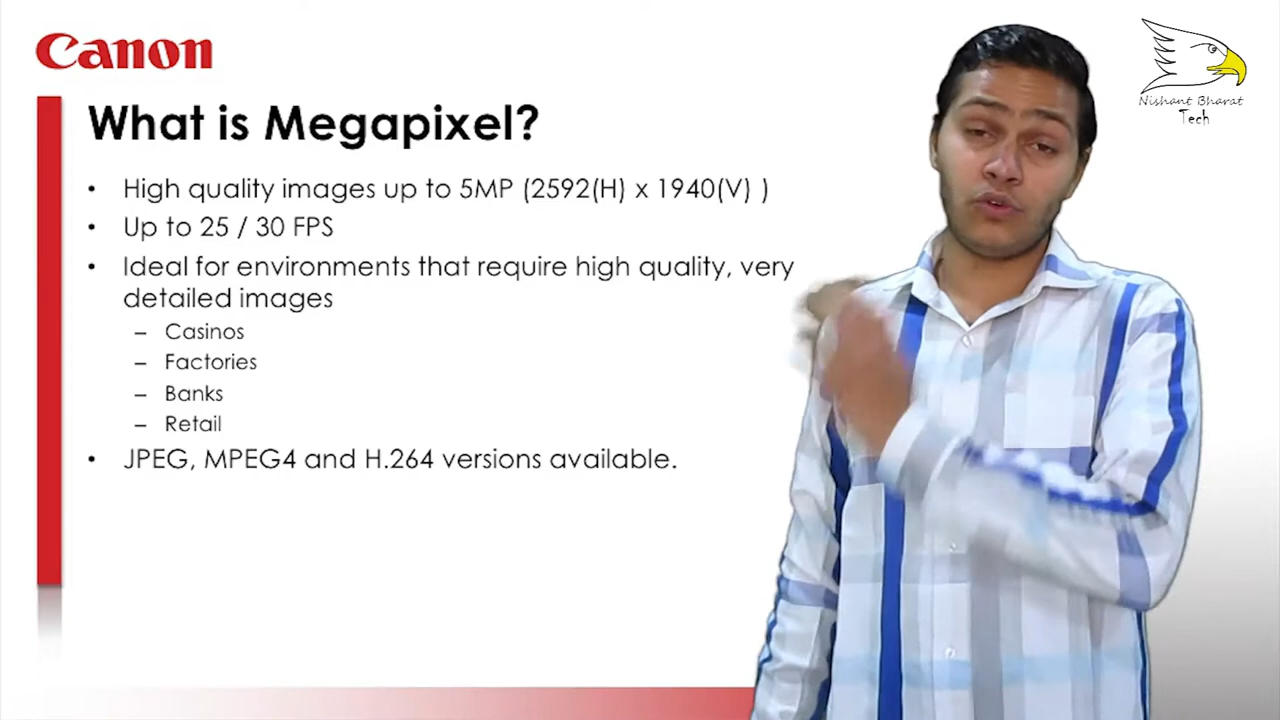 Canon
Nishant Bharat
Tech
What is Megapixel?
• High quality images up to 5MP (2592(H) x 1940(V) )
• Up to 25 / 30 FPS
• Ideal for environments that require high quality, very
detailed images
– Casinos
– Factories
– Banks
– Retail
• JPEG, MPEG4 and H.264 versions available.